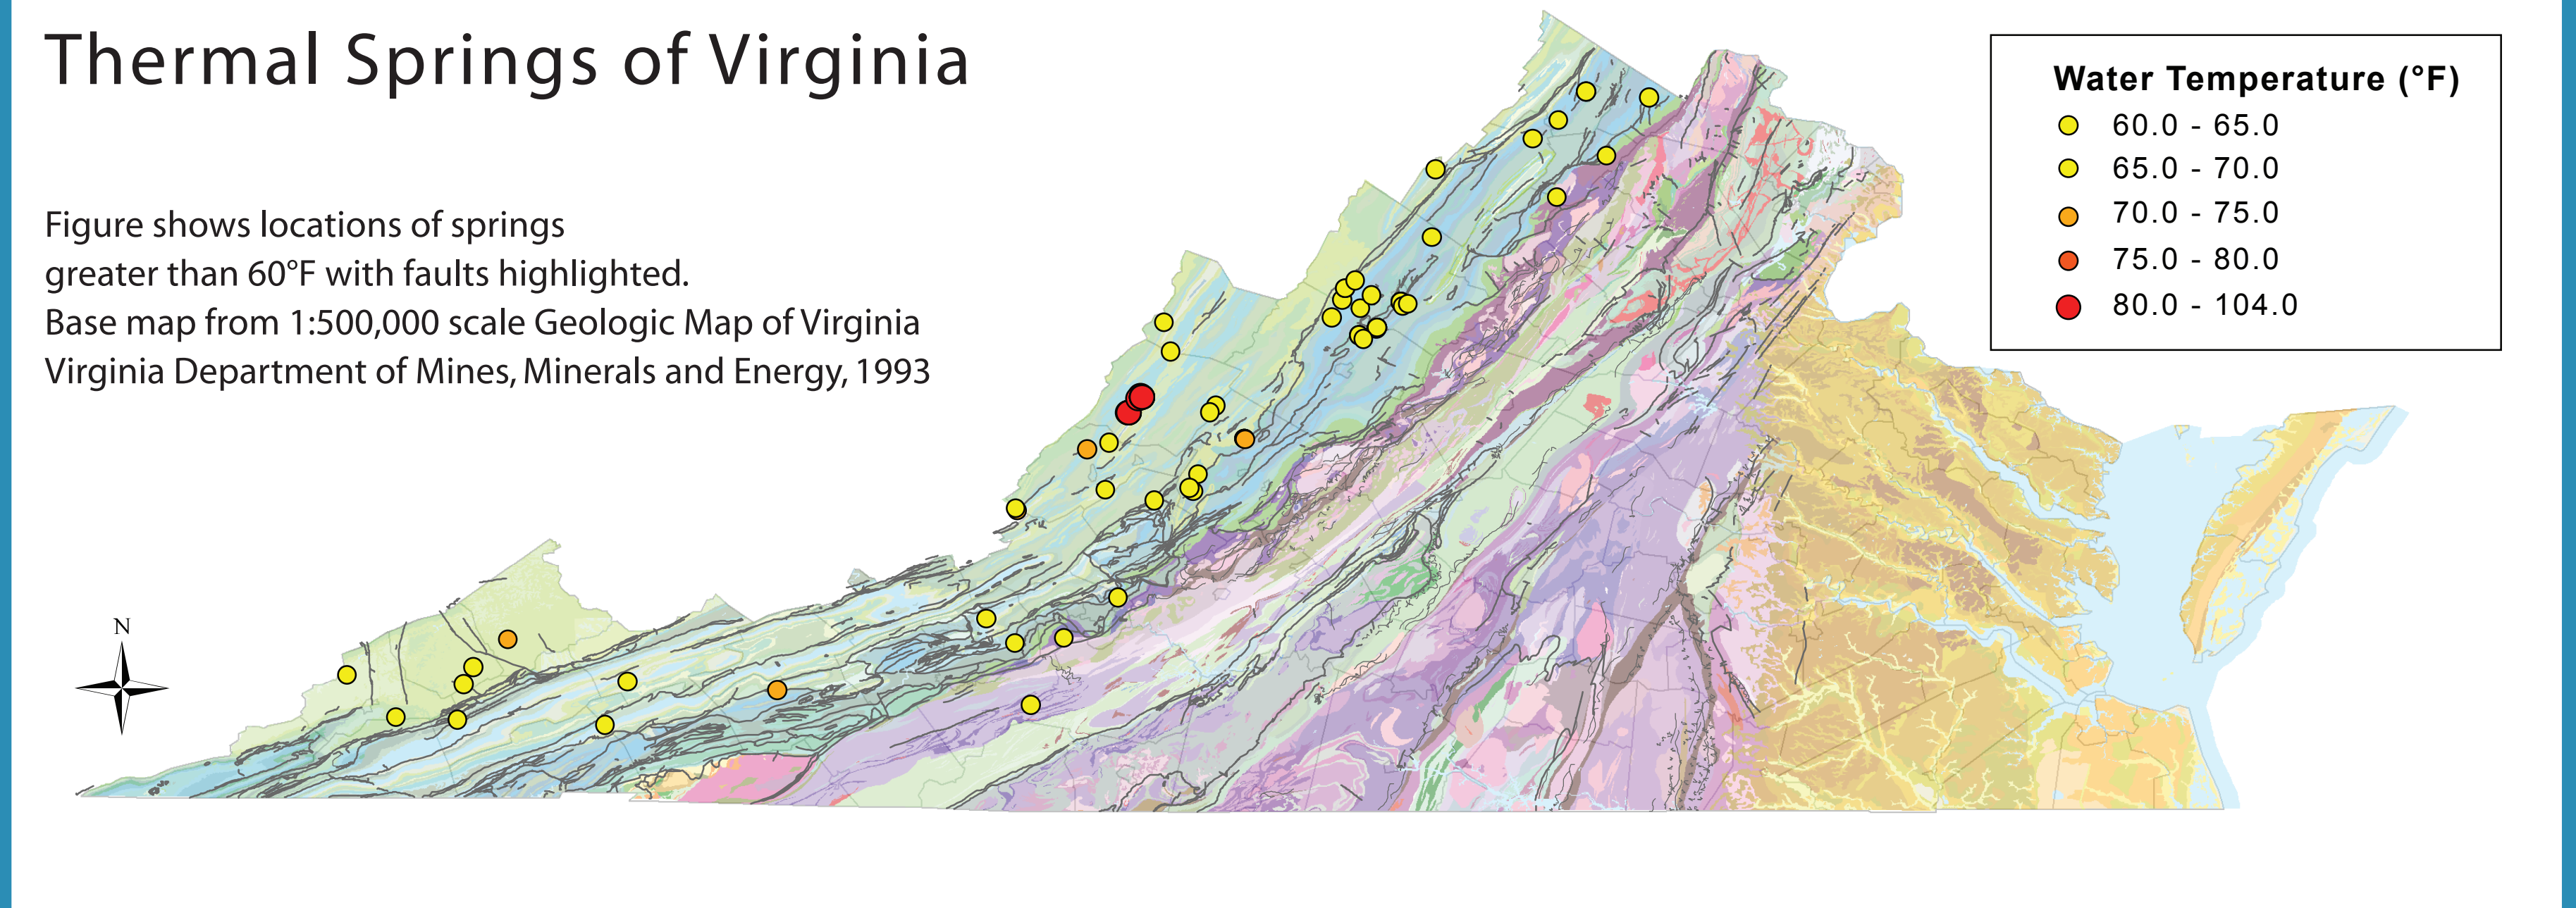 Thermal Springs of Virginia
Figure shows locations of springs
greater than 60°F with faults highlighted.
Base map from 1:500,000 scale Geologic Map of Virginia
Virginia Department of Mines, Minerals and Energy, 1993
Water Temperature (°F)
60.0 - 65.0
65.0 - 70.0
70.0 - 75.0
75.0 - 80.0
80.0 - 104.0
N